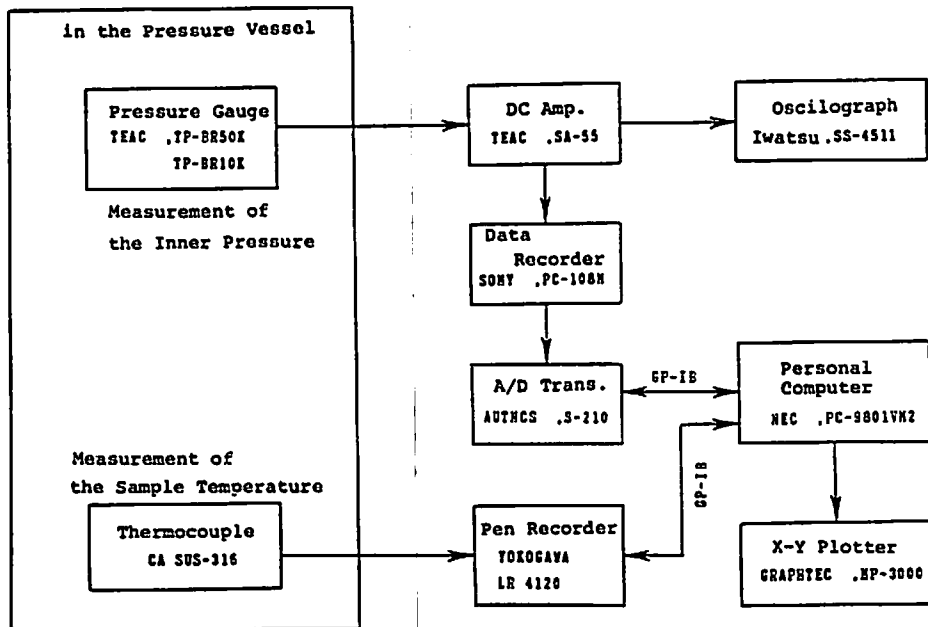 in the Pressure Vessel
Pressure Gauge
TEAC ,TP-BR50K
TP-BR10K
Measurement of
the Inner Pressure
DC Amp.
TEAC ,SA-55
Oscilograph
Iwatsu ,SS-4511
Data
Recorder
SONY ,PC-108M
A/D Trans.
AUTNCS ,S-210
GP-IB
Personal
Computer
NEC ,PC-9801VM2
GP-IB
Measurement of
the Sample Temperature
Thermocouple
CA SUS-316
Pen Recorder
YOKOGAWA
LR 4120
X-Y Plotter
GRAPHTEC ,MP-3000